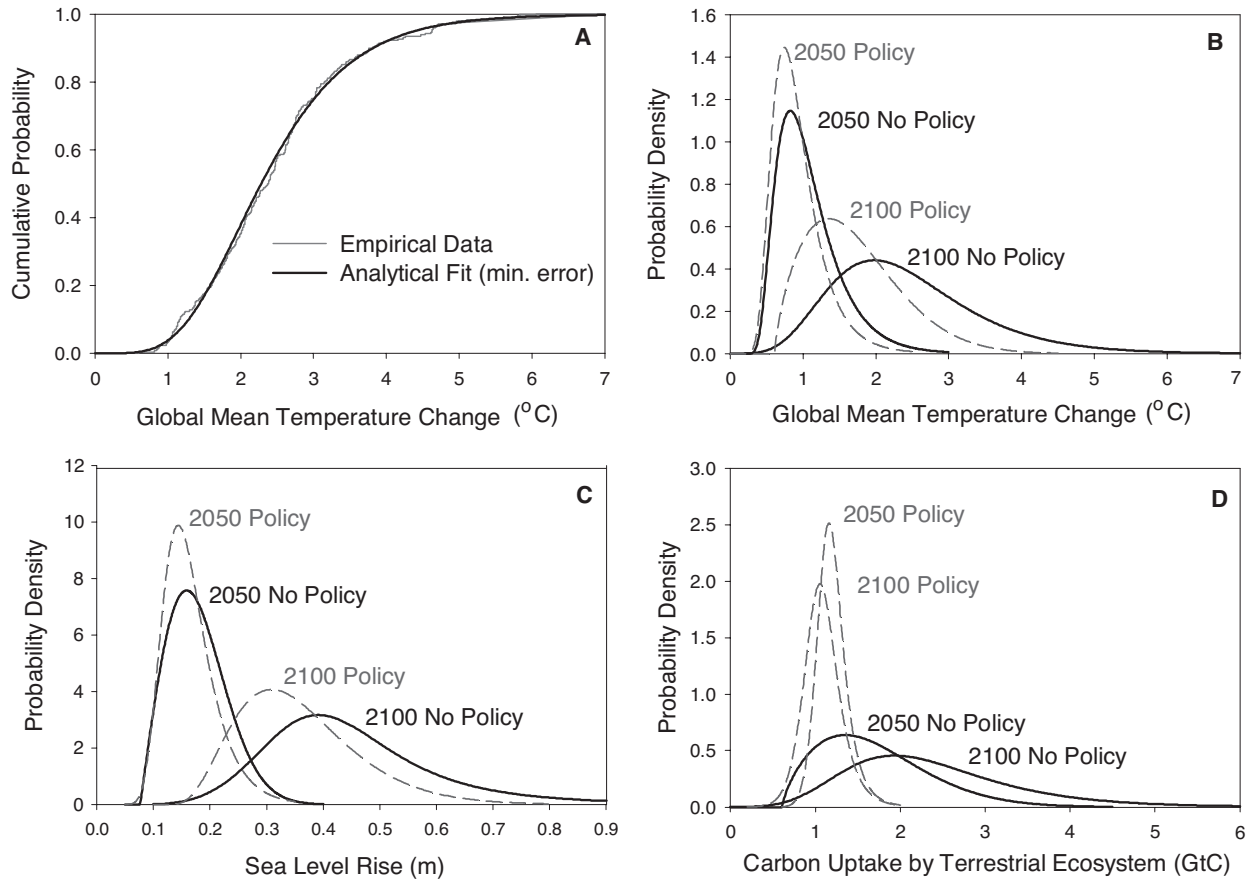 A
1.0
0.8
0.6
0.4
0.2
0.0
Cumulative Probability
Empirical Data
Analytical Fit (min. error)
0 1 2 3 4 5 6 7
Global Mean Temperature Change (°C)
B
1.6
1.4
1.2
1.0
0.8
0.6
0.4
0.2
0.0
Probability Density
2050 Policy
2050 No Policy
2100 Policy
2100 No Policy
0 1 2 3 4 5 6 7
Global Mean Temperature Change (°C)
C
12
10
8
6
4
2
0
Probability Density
2050 Policy
2050 No Policy
2100 Policy
2100 No Policy
0.0 0.1 0.2 0.3 0.4 0.5 0.6 0.7 0.8 0.9
Sea Level Rise (m)
D
3.0
2.5
2.0
1.5
1.0
0.5
0.0
Probability Density
2050 Policy
2100 Policy
2050 No Policy
2100 No Policy
0 1 2 3 4 5 6
Carbon Uptake by Terrestrial Ecosystem (GtC)